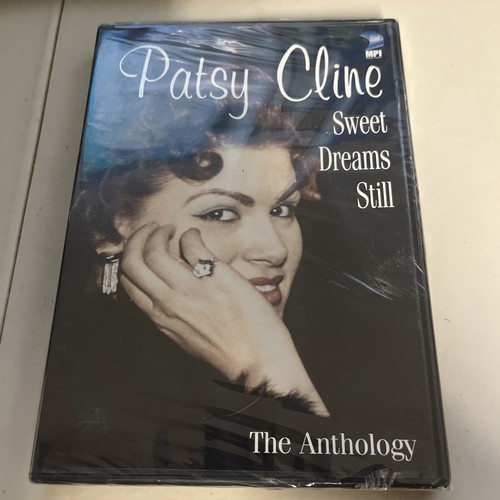 MPI
Patsy Cline
Sweet
Dreams
Still
The Anthology